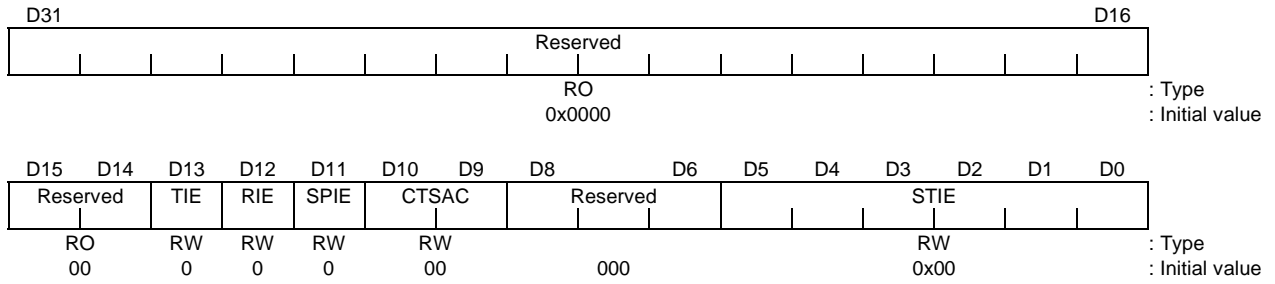 D31 D16
Reserved
RO : Type
0x0000 : Initial value
D15 D14 D13 D12 D11 D10 D9 D8 D6 D5 D4 D3 D2 D1 D0
Reserved TIE RIE SPIE CTSAC Reserved STIE
RO RW RW RW RW RW : Type
00 0 0 0 00 000 0x00 : Initial value